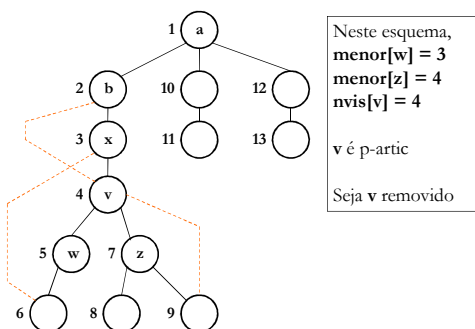 1 a
2 b 10 12
3 x 11 13
4 v
5 w 7 z
6 8 9
Neste esquema,
menor[w] = 3
menor[z] = 4
nvis[v] = 4
v é p-artic
Seja v removido